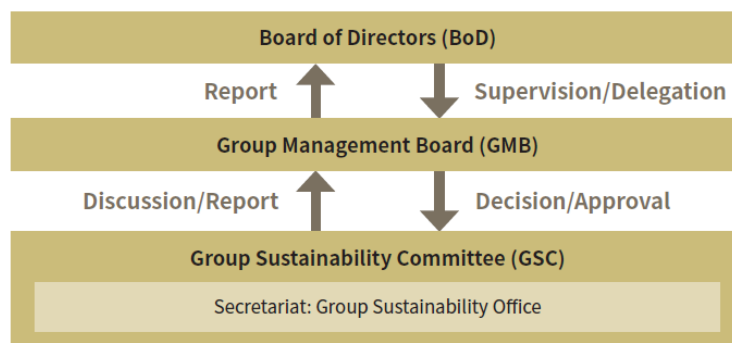 Board of Directors (BoD)
Report
Supervision/Delegation
Group Management Board (GMB)
Discussion/Report
Decision/Approval
Group Sustainability Committee (GSC)
Secretariat: Group Sustainability Office